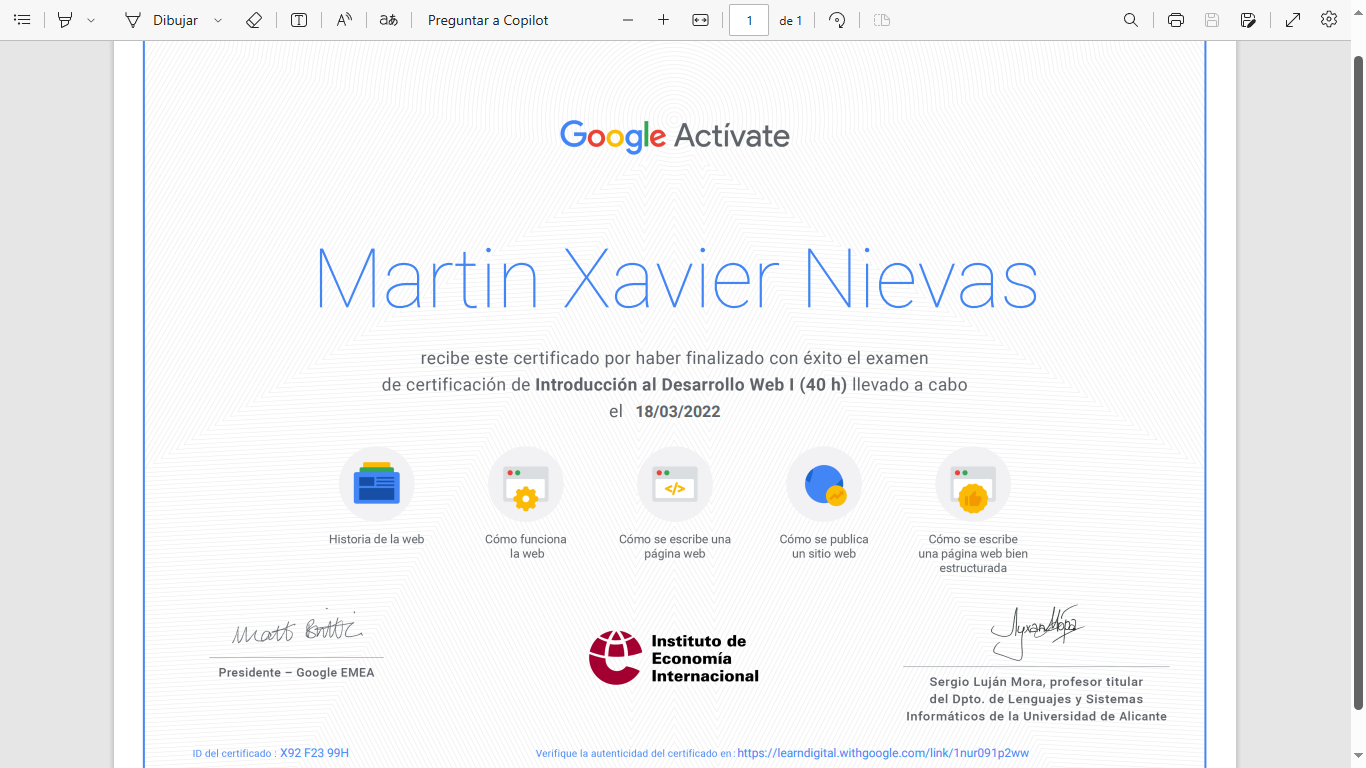 Dibujar
Preguntar a Copilot
1 de 1
Google Actívate
Martin Xavier Nievas
recibe este certificado por haber finalizado con éxito el examen
de certificación de Introducción al Desarrollo Web I (40 h) llevado a cabo
el 18/03/2022
Historia de la web
Cómo funciona
la web
Cómo se escribe una
página web
Cómo se publica
un sitio web
Cómo se escribe
una página web bien
estructurada
Matt
Presidente – Google EMEA
Instituto de
Economía
Internacional
Sergio Luján Mora, profesor titular
del Dpto. de Lenguajes y Sistemas
Informáticos de la Universidad de Alicante
ID del certificado : X92 F23 99H
Verifique la autenticidad del certificado en : https://learndigital.withgoogle.com/link/1nur091p2ww